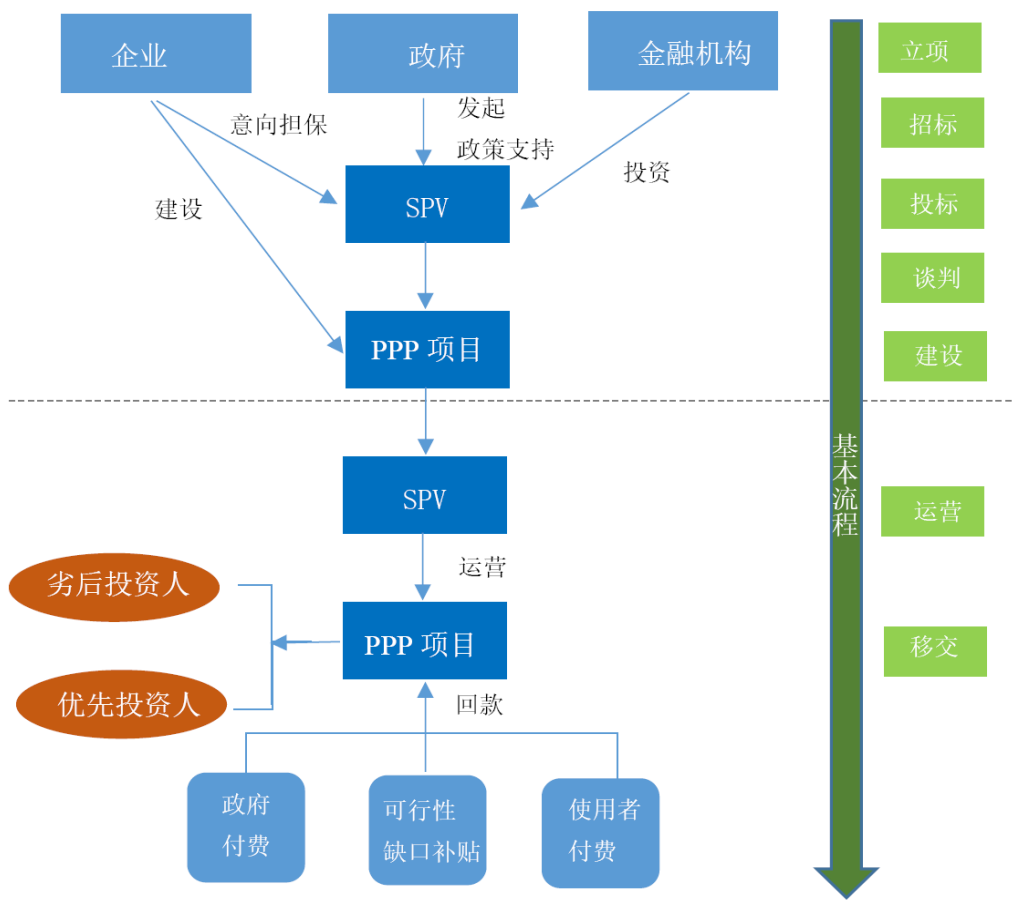 企业
政府
金融机构
立项
发起
意向担保
招标
政策支持
投资
建设
SPV
投标
谈判
PPP 项目
建设
基本流程
SPV
运营
运营
劣后投资人
PPP 项目
移交
优先投资人
回款
政府
付费
可行性
缺口补贴
使用者
付费